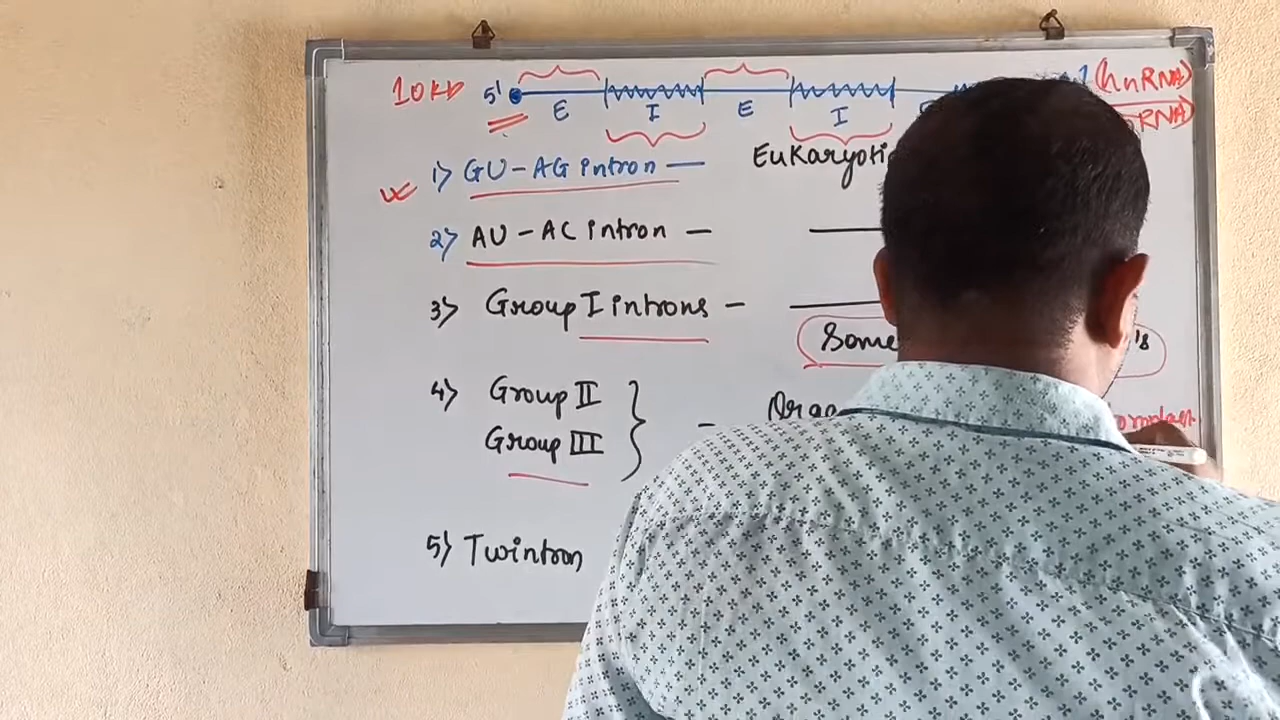 10kb 5' (hnRNA)
E I E I
1) GU-AG intron — Eukaryoti
2) AU-AC intron —
3) Group I introns —
Some 's
4) Group II
Group III
5) Twintron